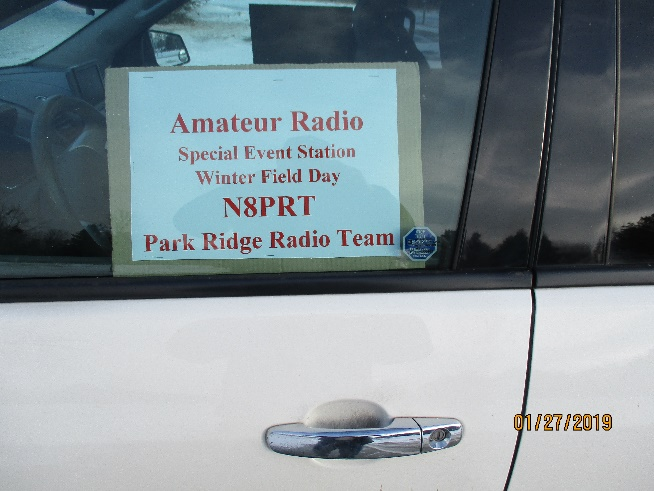 Amateur Radio
Special Event Station
Winter Field Day
N8PRT
Park Ridge Radio Team
01/27/2019